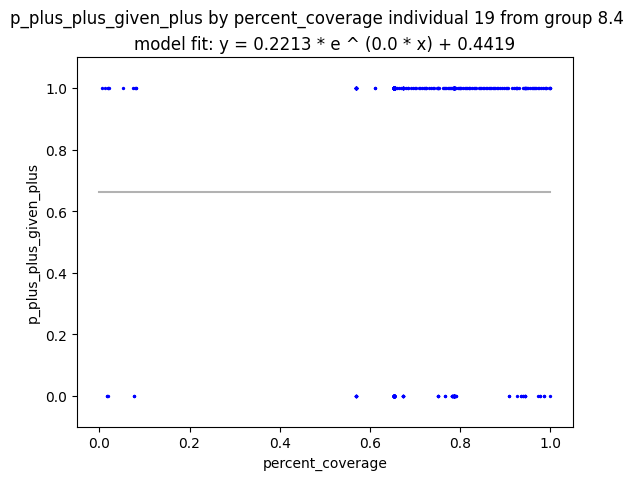 p_plus_plus_given_plus by percent_coverage individual 19 from group 8.4
model fit: y = 0.2213 * e ^ (0.0 * x) + 0.4419
1.0
0.8
0.6
0.4
0.2
0.0
p_plus_plus_given_plus
0.0 0.2 0.4 0.6 0.8 1.0
percent_coverage